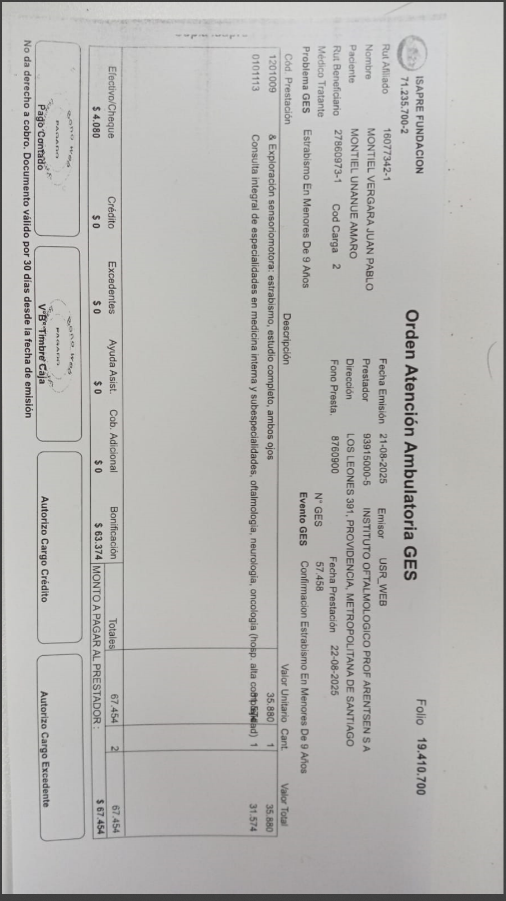 ISAPRE FUNDACION
71.235.700-2
Orden Atención Ambulatoria GES
Folio 19.410.700
Rut Afiliado 16077342-1 Fecha Emisión 21-08-2025 Emisor USR_WEB
Nombre MONTIEL VERGARA JUAN PABLO Prestador 93915000-5 INSTITUTO OFTALMOLOGICO PROF ARENTSEN S A
Paciente MONTIEL UNANUE AMARO Dirección LOS LEONES 391, PROVIDENCIA, METROPOLITANA DE SANTIAGO
Rut Beneficiario 27860973-1 Cod Carga 2 Fono Presta. 8760900 Fecha Prestación 22-08-2025
Médico Tratante N° GES 57.458
Problema GES Estrabismo En Menores De 9 Años Evento GES Confirmacion Estrabismo En Menores De 9 Años
Cód. Prestación Descripción Valor Unitario Cant. Valor Total
1201009 & Exploración sensoriomotora: estrabismo, estudio completo, ambos ojos 35.880 1 35.880
0101113 Consulta integral de especialidades en medicina interna y subespecialidades, oftalmología, neurología, oncología (hosp. alta complejidad) 1 31.574
Totales 67.454 2 67.454
Efectivo/Cheque Crédito Excedentes Ayuda Asist. Cob. Adicional Bonificación
$ 4.080 $ 0 $ 0 $ 0 $ 0 $ 63.374 MONTO A PAGAR AL PRESTADOR : $ 67.454
Pago Contado V°B° Timbre Caja Autorizo Cargo Crédito Autorizo Cargo Excedente
No da derecho a cobro. Documento válido por 30 días desde la fecha de emisión